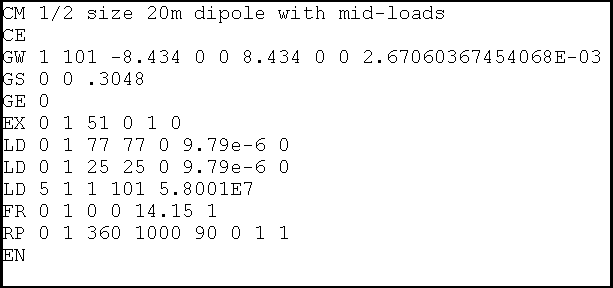 CM 1/2 size 20m dipole with mid-loads
CE
GW 1 101 -8.434 0 0 8.434 0 0 2.67060367454068E-03
GS 0 0 .3048
GE 0
EX 0 1 51 0 1 0
LD 0 1 77 77 0 9.79e-6 0
LD 0 1 25 25 0 9.79e-6 0
LD 5 1 1 101 5.8001E7
FR 0 1 0 0 14.15 1
RP 0 1 360 1000 90 0 1 1
EN